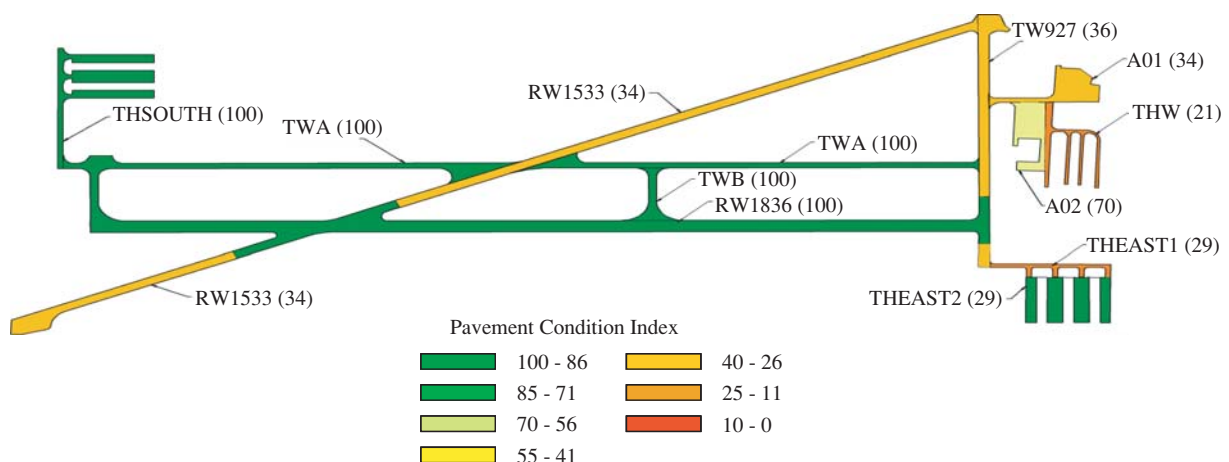 TW927 (36)
A01 (34)
RW1533 (34)
THSOUTH (100)
THW (21)
TWA (100)
TWA (100)
TWB (100)
RW1836 (100)
A02 (70)
THEAST1 (29)
RW1533 (34)
THEAST2 (29)
Pavement Condition Index
100 - 86
40 - 26
85 - 71
25 - 11
70 - 56
10 - 0
55 - 41